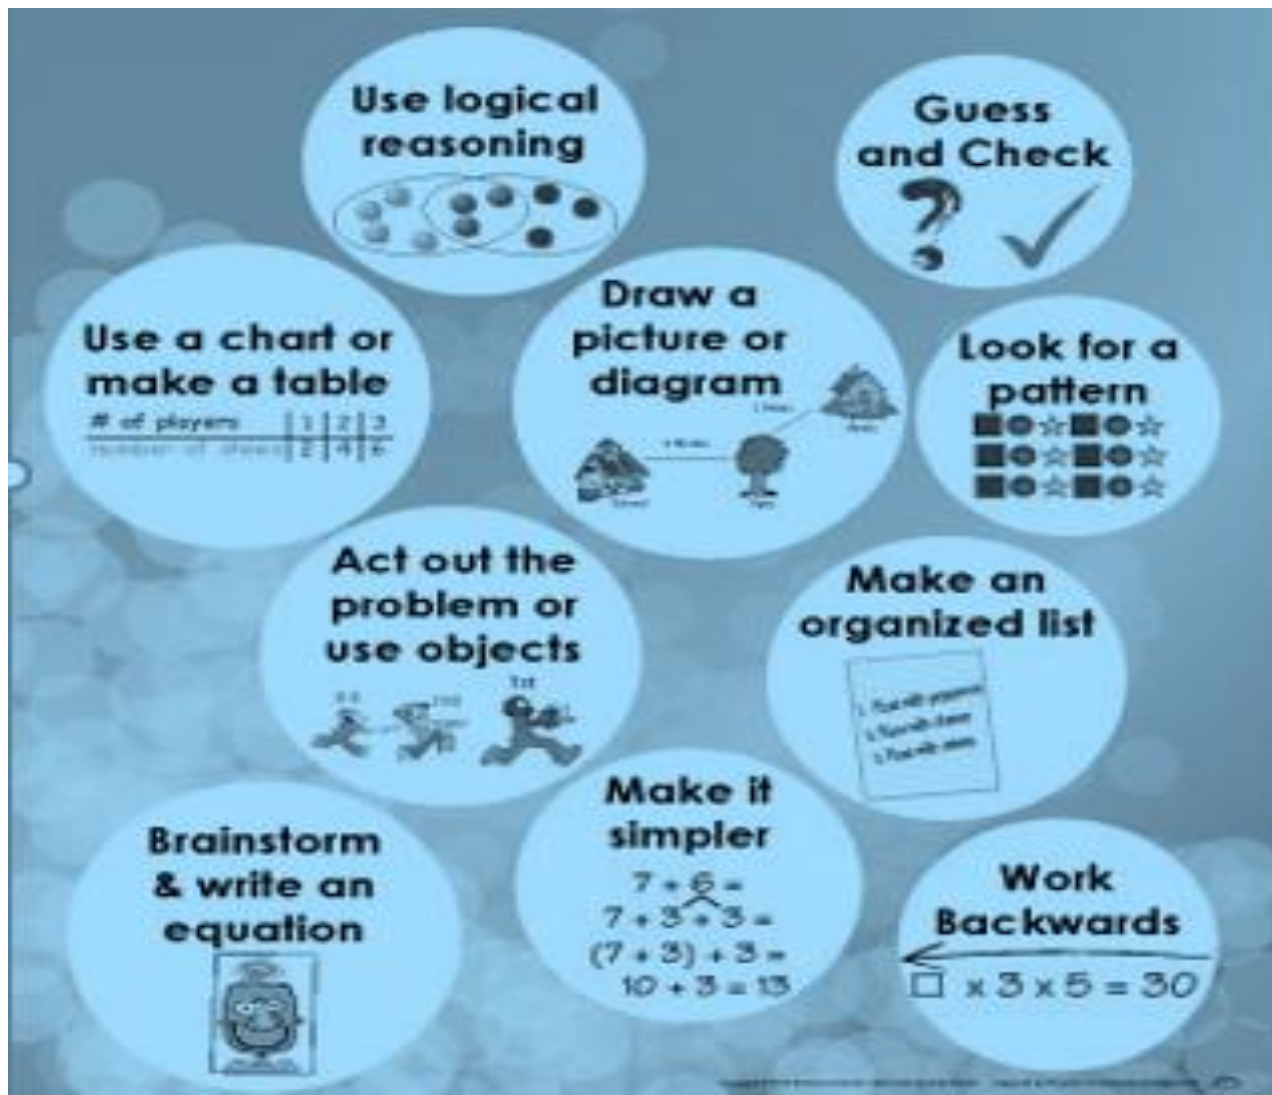 Use logical
reasoning
Guess
and Check
Use a chart or
make a table
# of players 1 2 3
2 4 6
Draw a
picture or
diagram
Look for a
pattern
Act out the
problem or
use objects
1st
Make an
organized list
Brainstorm
& write an
equation
Make it
simpler
7 + 6 =
7 + 3 + 3 =
(7 + 3) + 3 =
10 + 3 = 13
Work
Backwards
□ x 3 x 5 = 30